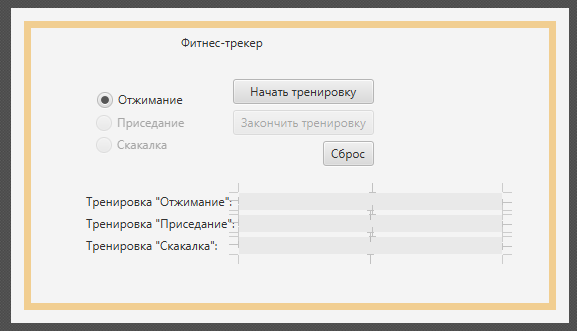 Фитнес-трекер
Отжимание
Начать тренировку
Приседание
Закончить тренировку
Скакалка
Сброс
Тренировка "Отжимание":
Тренировка "Приседание":
Тренировка "Скакалка":